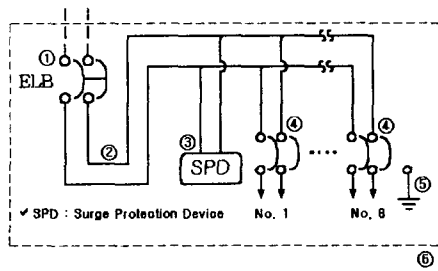 ①
ELB
②
③
SPD
④
④
⑤
✓ SPD : Surge Protection Device
No. 1
No. 8
⑥